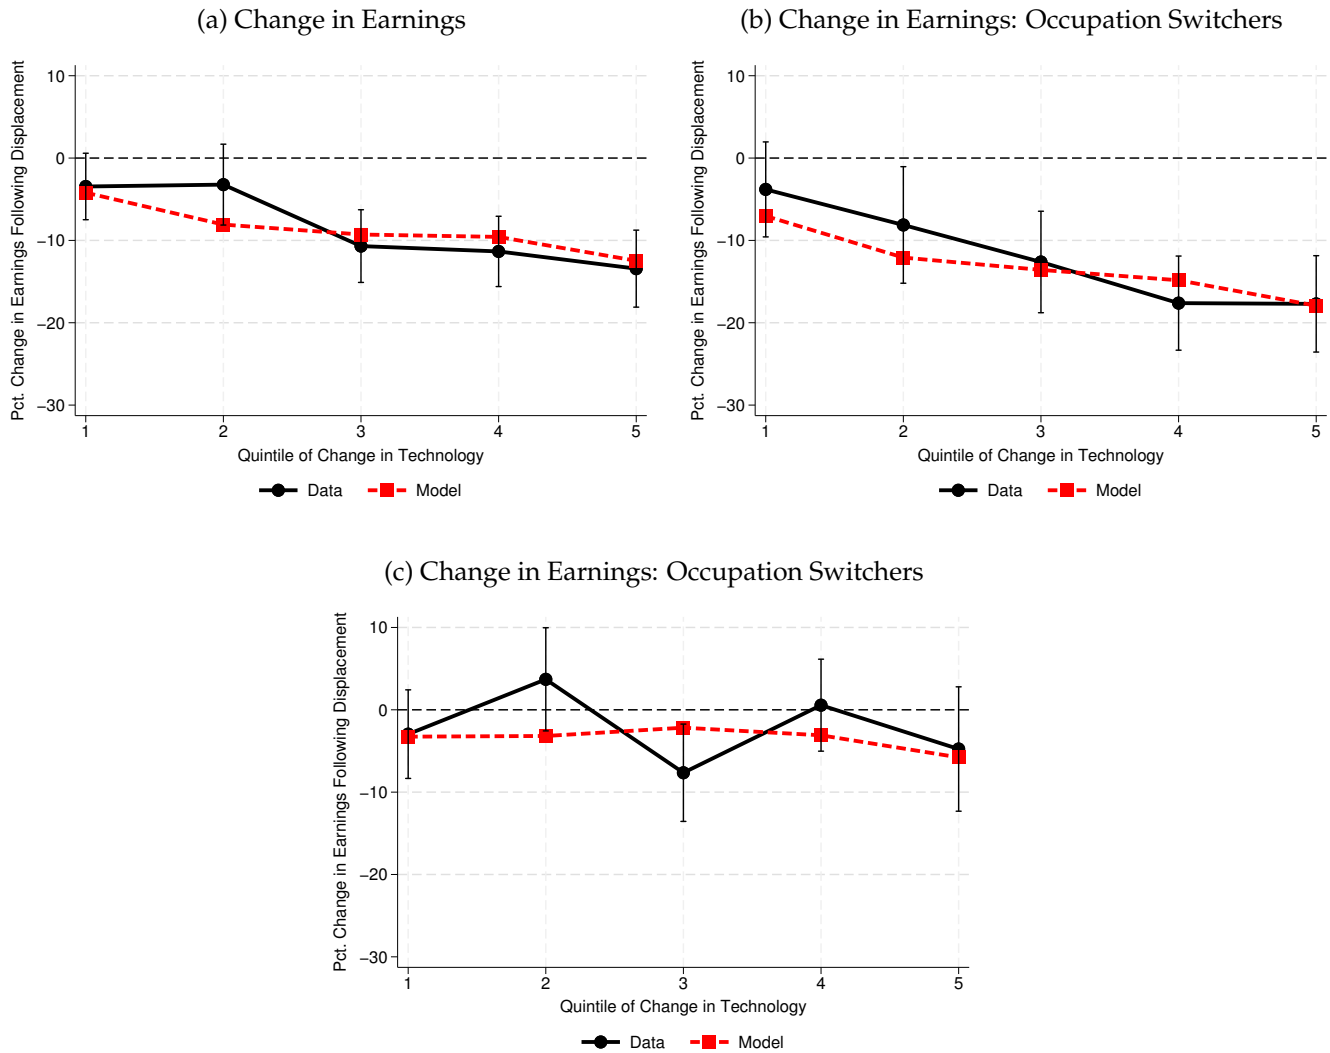 (a) Change in Earnings
Pct. Change in Earnings Following Displacement
10
0
−10
−20
−30
1 2 3 4 5
Quintile of Change in Technology
Data Model
(b) Change in Earnings: Occupation Switchers
Pct. Change in Earnings Following Displacement
10
0
−10
−20
−30
1 2 3 4 5
Quintile of Change in Technology
Data Model
(c) Change in Earnings: Occupation Switchers
Pct. Change in Earnings Following Displacement
10
0
−10
−20
−30
1 2 3 4 5
Quintile of Change in Technology
Data Model